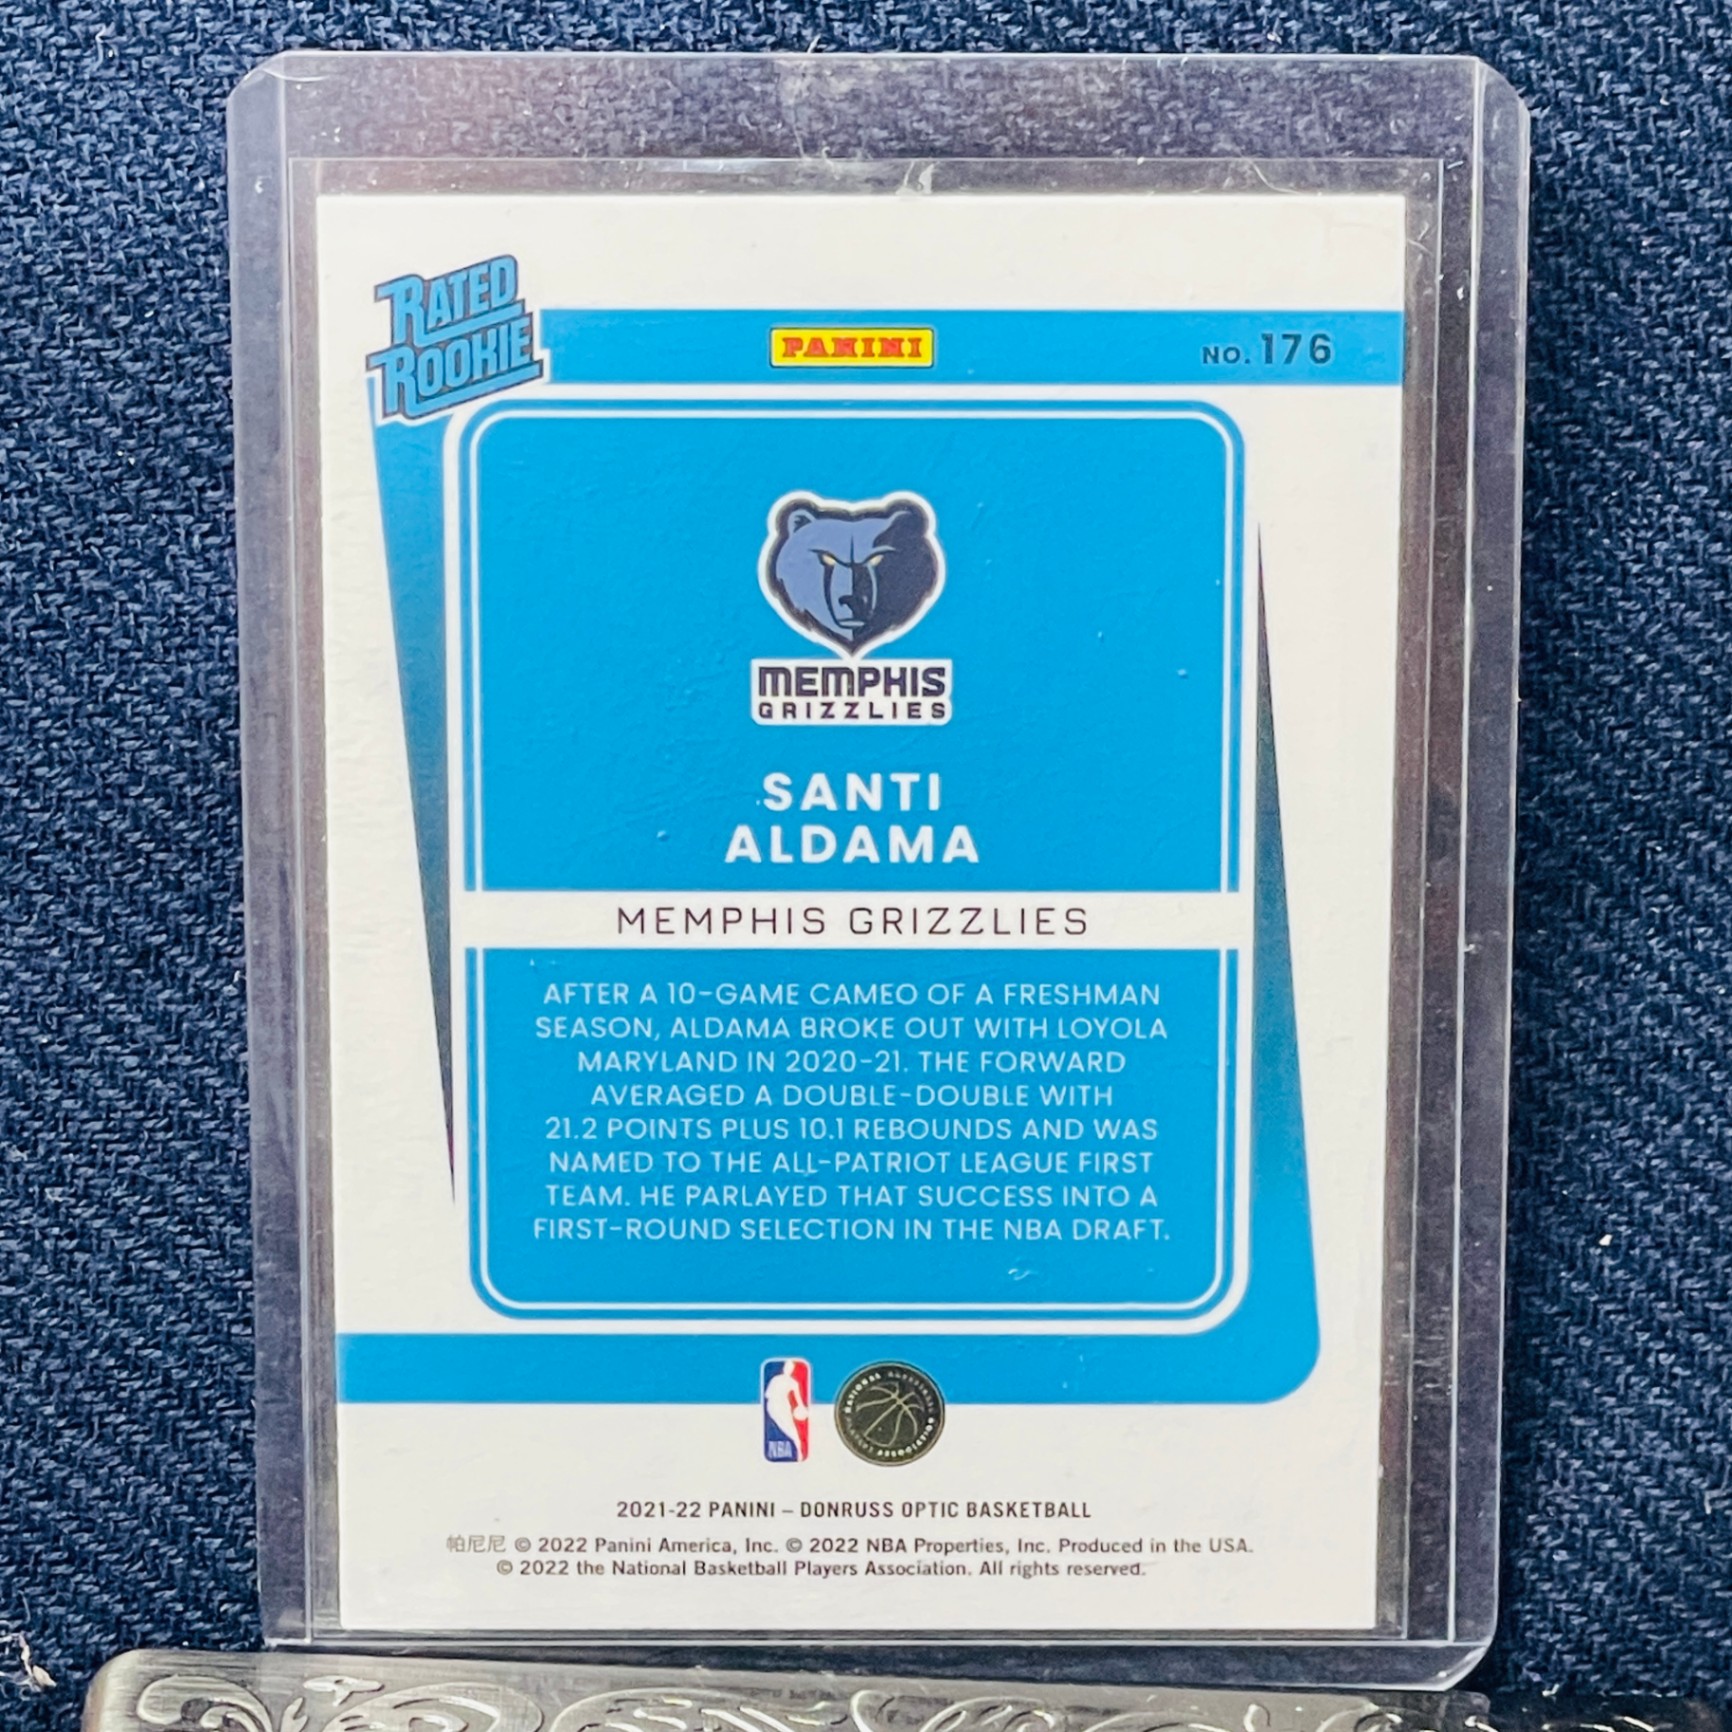 RATED
ROOKIE
PANINI
NO. 176
MEMPHIS
GRIZZLIES
SANTI
ALDAMA
MEMPHIS GRIZZLIES
AFTER A 10-GAME CAMEO OF A FRESHMAN
SEASON, ALDAMA BROKE OUT WITH LOYOLA
MARYLAND IN 2020-21. THE FORWARD
AVERAGED A DOUBLE-DOUBLE WITH
21.2 POINTS PLUS 10.1 REBOUNDS AND WAS
NAMED TO THE ALL-PATRIOT LEAGUE FIRST
TEAM. HE PARLAYED THAT SUCCESS INTO A
FIRST-ROUND SELECTION IN THE NBA DRAFT.
NBA
NATIONAL BASKETBALL PLAYERS ASSOCIATION
2021-22 PANINI – DONRUSS OPTIC BASKETBALL
帕尼尼 © 2022 Panini America, Inc. © 2022 NBA Properties, Inc. Produced in the USA.
© 2022 the National Basketball Players Association. All rights reserved.